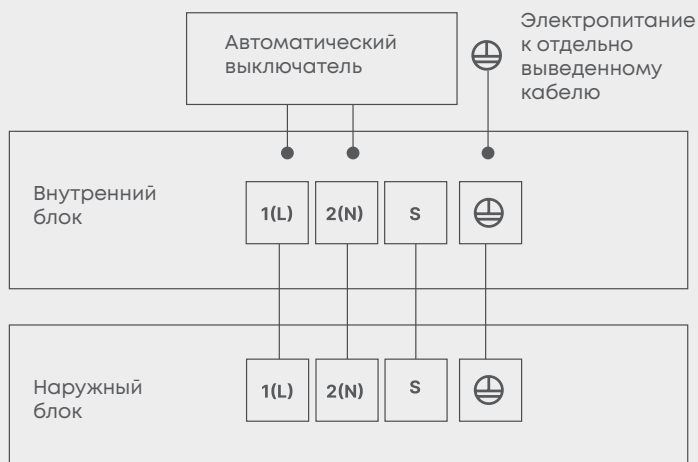 Автоматический
выключатель
Электропитание
к отдельно
выведенному
кабелю
Внутренний
блок
1(L)
2(N)
S
Наружный
блок
1(L)
2(N)
S